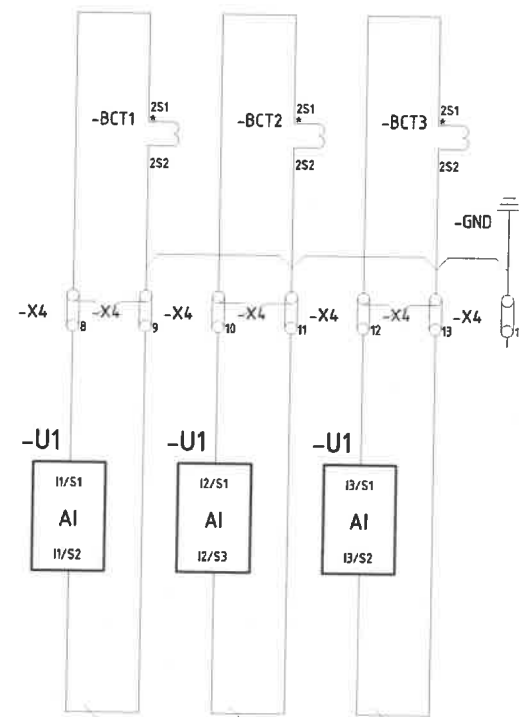 2S1
-BCT1
2S2
2S1
-BCT2
2S2
2S1
-BCT3
2S2
-GND
-X4
8
-X4
9
-X4
10
-X4
11
-X4
12
-X4
13
-X4
1
-U1
I1/S1
AI
I1/S2
-U1
I2/S1
AI
I2/S3
-U1
I3/S1
AI
I3/S2